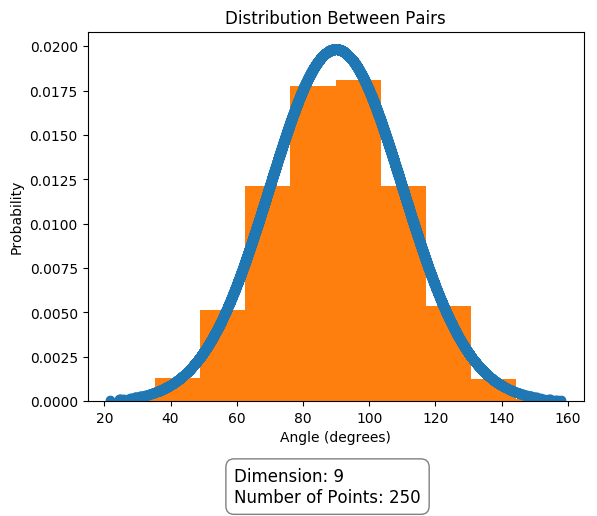 Distribution Between Pairs
Probability
0.0200
0.0175
0.0150
0.0125
0.0100
0.0075
0.0050
0.0025
0.0000
20 40 60 80 100 120 140 160
Angle (degrees)
Dimension: 9
Number of Points: 250